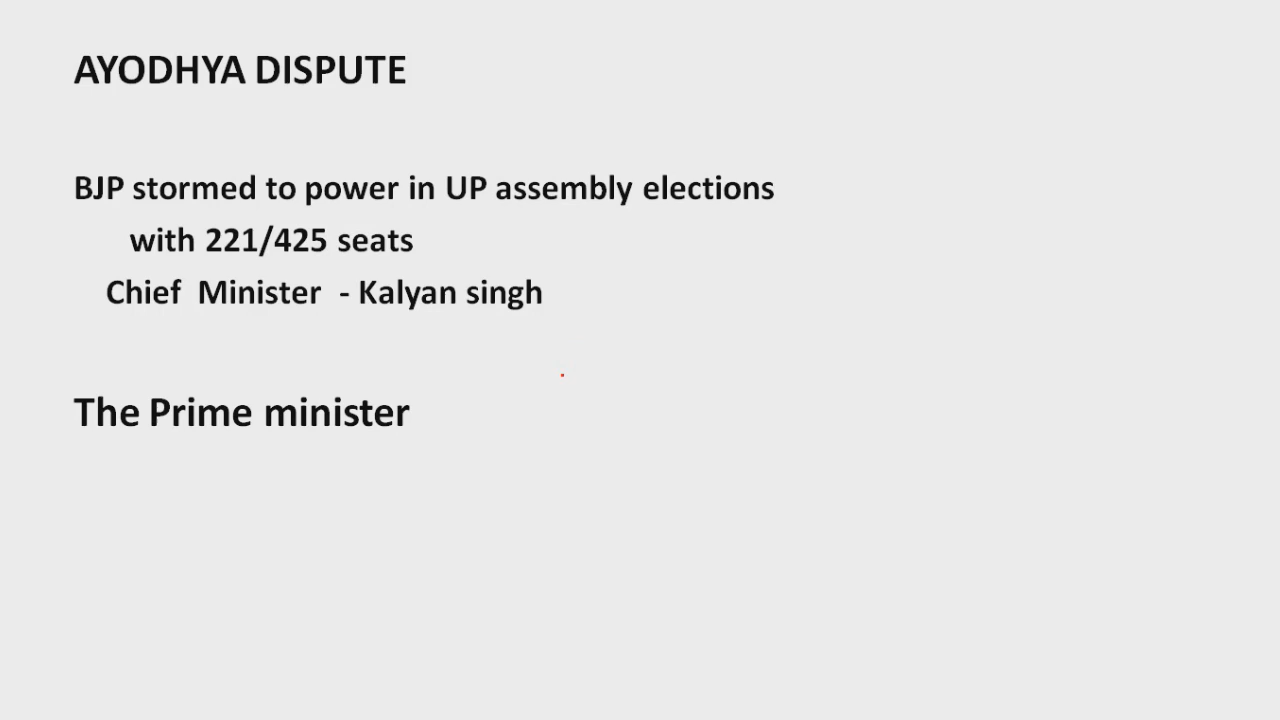 AYODHYA DISPUTE
BJP stormed to power in UP assembly elections
with 221/425 seats
Chief Minister - Kalyan singh
The Prime minister